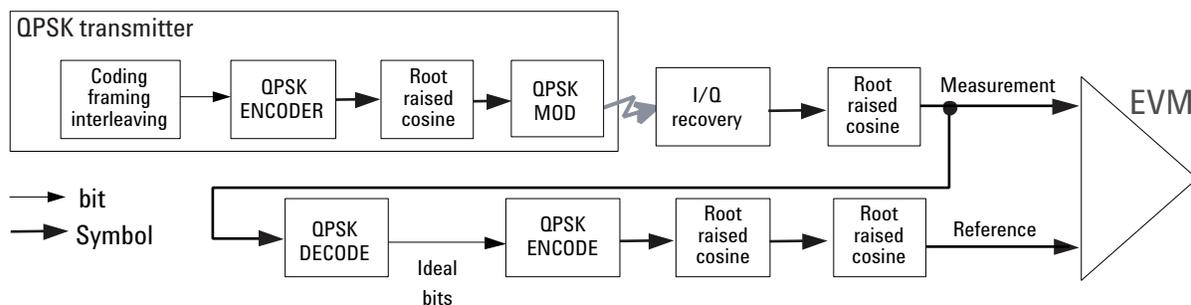 QPSK transmitter
Coding
framing
interleaving
QPSK
ENCODER
Root
raised
cosine
QPSK
MOD
I/Q
recovery
Root
raised
cosine
Measurement
EVM
bit
Symbol
QPSK
DECODE
Ideal
bits
QPSK
ENCODE
Root
raised
cosine
Root
raised
cosine
Reference